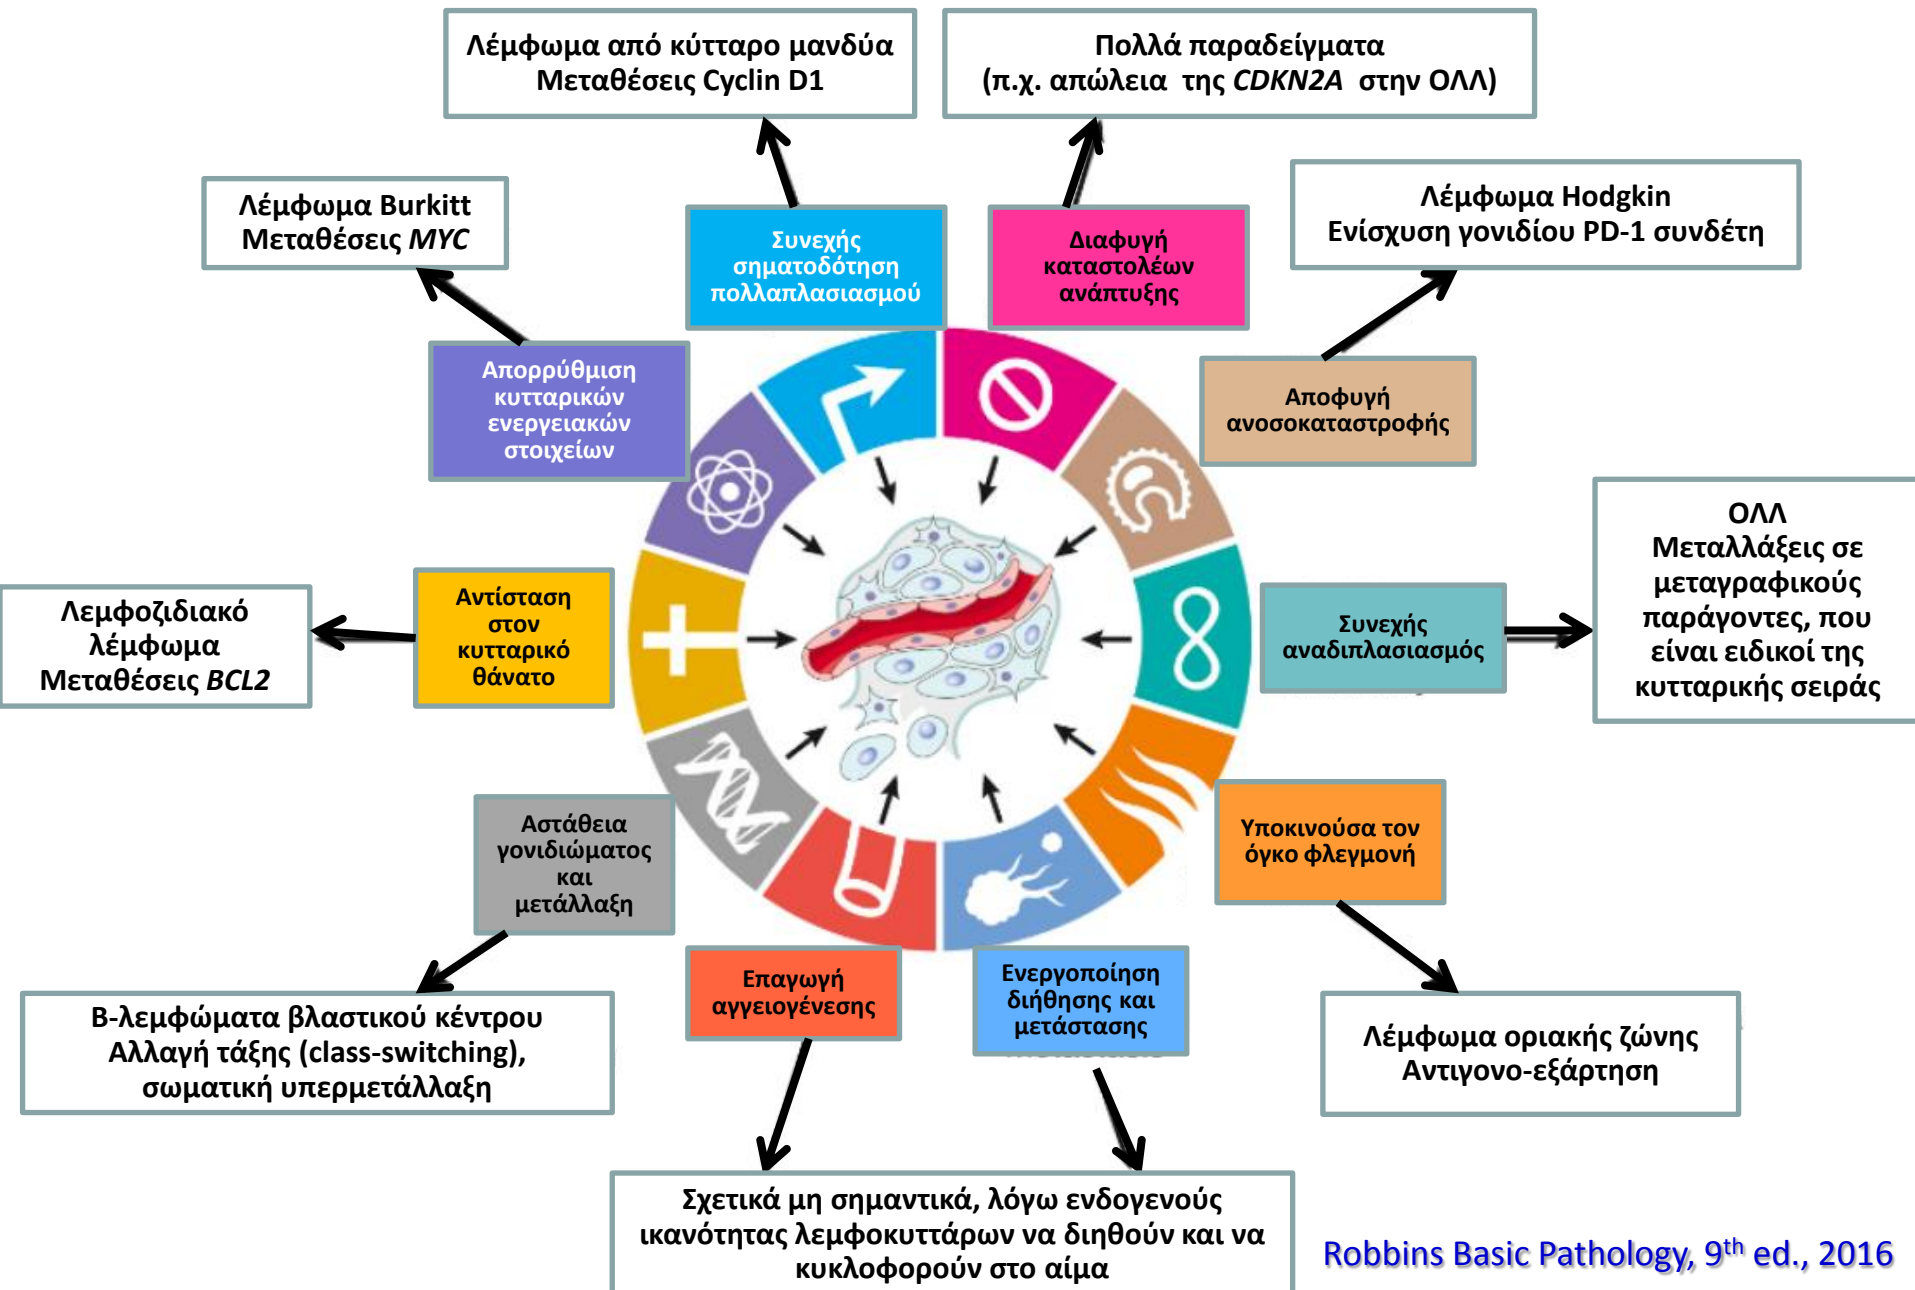 Λέμφωμα από κύτταρο μανδύα
Μεταθέσεις Cyclin D1
Πολλά παραδείγματα
(π.χ. απώλεια της CDKN2A στην ΟΛΛ)
Λέμφωμα Burkitt
Μεταθέσεις MYC
Λέμφωμα Hodgkin
Ενίσχυση γονιδίου PD-1 συνδέτη
Συνεχής
σηματοδότηση
πολλαπλασιασμού
Διαφυγή
καταστολέων
ανάπτυξης
Απορρύθμιση
κυτταρικών
ενεργειακών
στοιχείων
Αποφυγή
ανοσοκαταστροφής
Λεμφοζιδιακό
λέμφωμα
Μεταθέσεις BCL2
Αντίσταση
στον
κυτταρικό
θάνατο
Συνεχής
αναδιπλασιασμός
ΟΛΛ
Μεταλλάξεις σε
μεταγραφικούς
παράγοντες, που
είναι ειδικοί της
κυτταρικής σειράς
Αστάθεια
γονιδιώματος
και
μετάλλαξη
Υποκινούσα τον
όγκο φλεγμονή
Επαγωγή
αγγειογένεσης
Ενεργοποίηση
διήθησης και
μετάστασης
Β-λεμφώματα βλαστικού κέντρου
Αλλαγή τάξης (class-switching),
σωματική υπερμετάλλαξη
Λέμφωμα οριακής ζώνης
Αντιγονο-εξάρτηση
Σχετικά μη σημαντικά, λόγω ενδογενούς
ικανότητας λεμφοκυττάρων να διηθούν και να
κυκλοφορούν στο αίμα
Robbins Basic Pathology, 9th ed., 2016